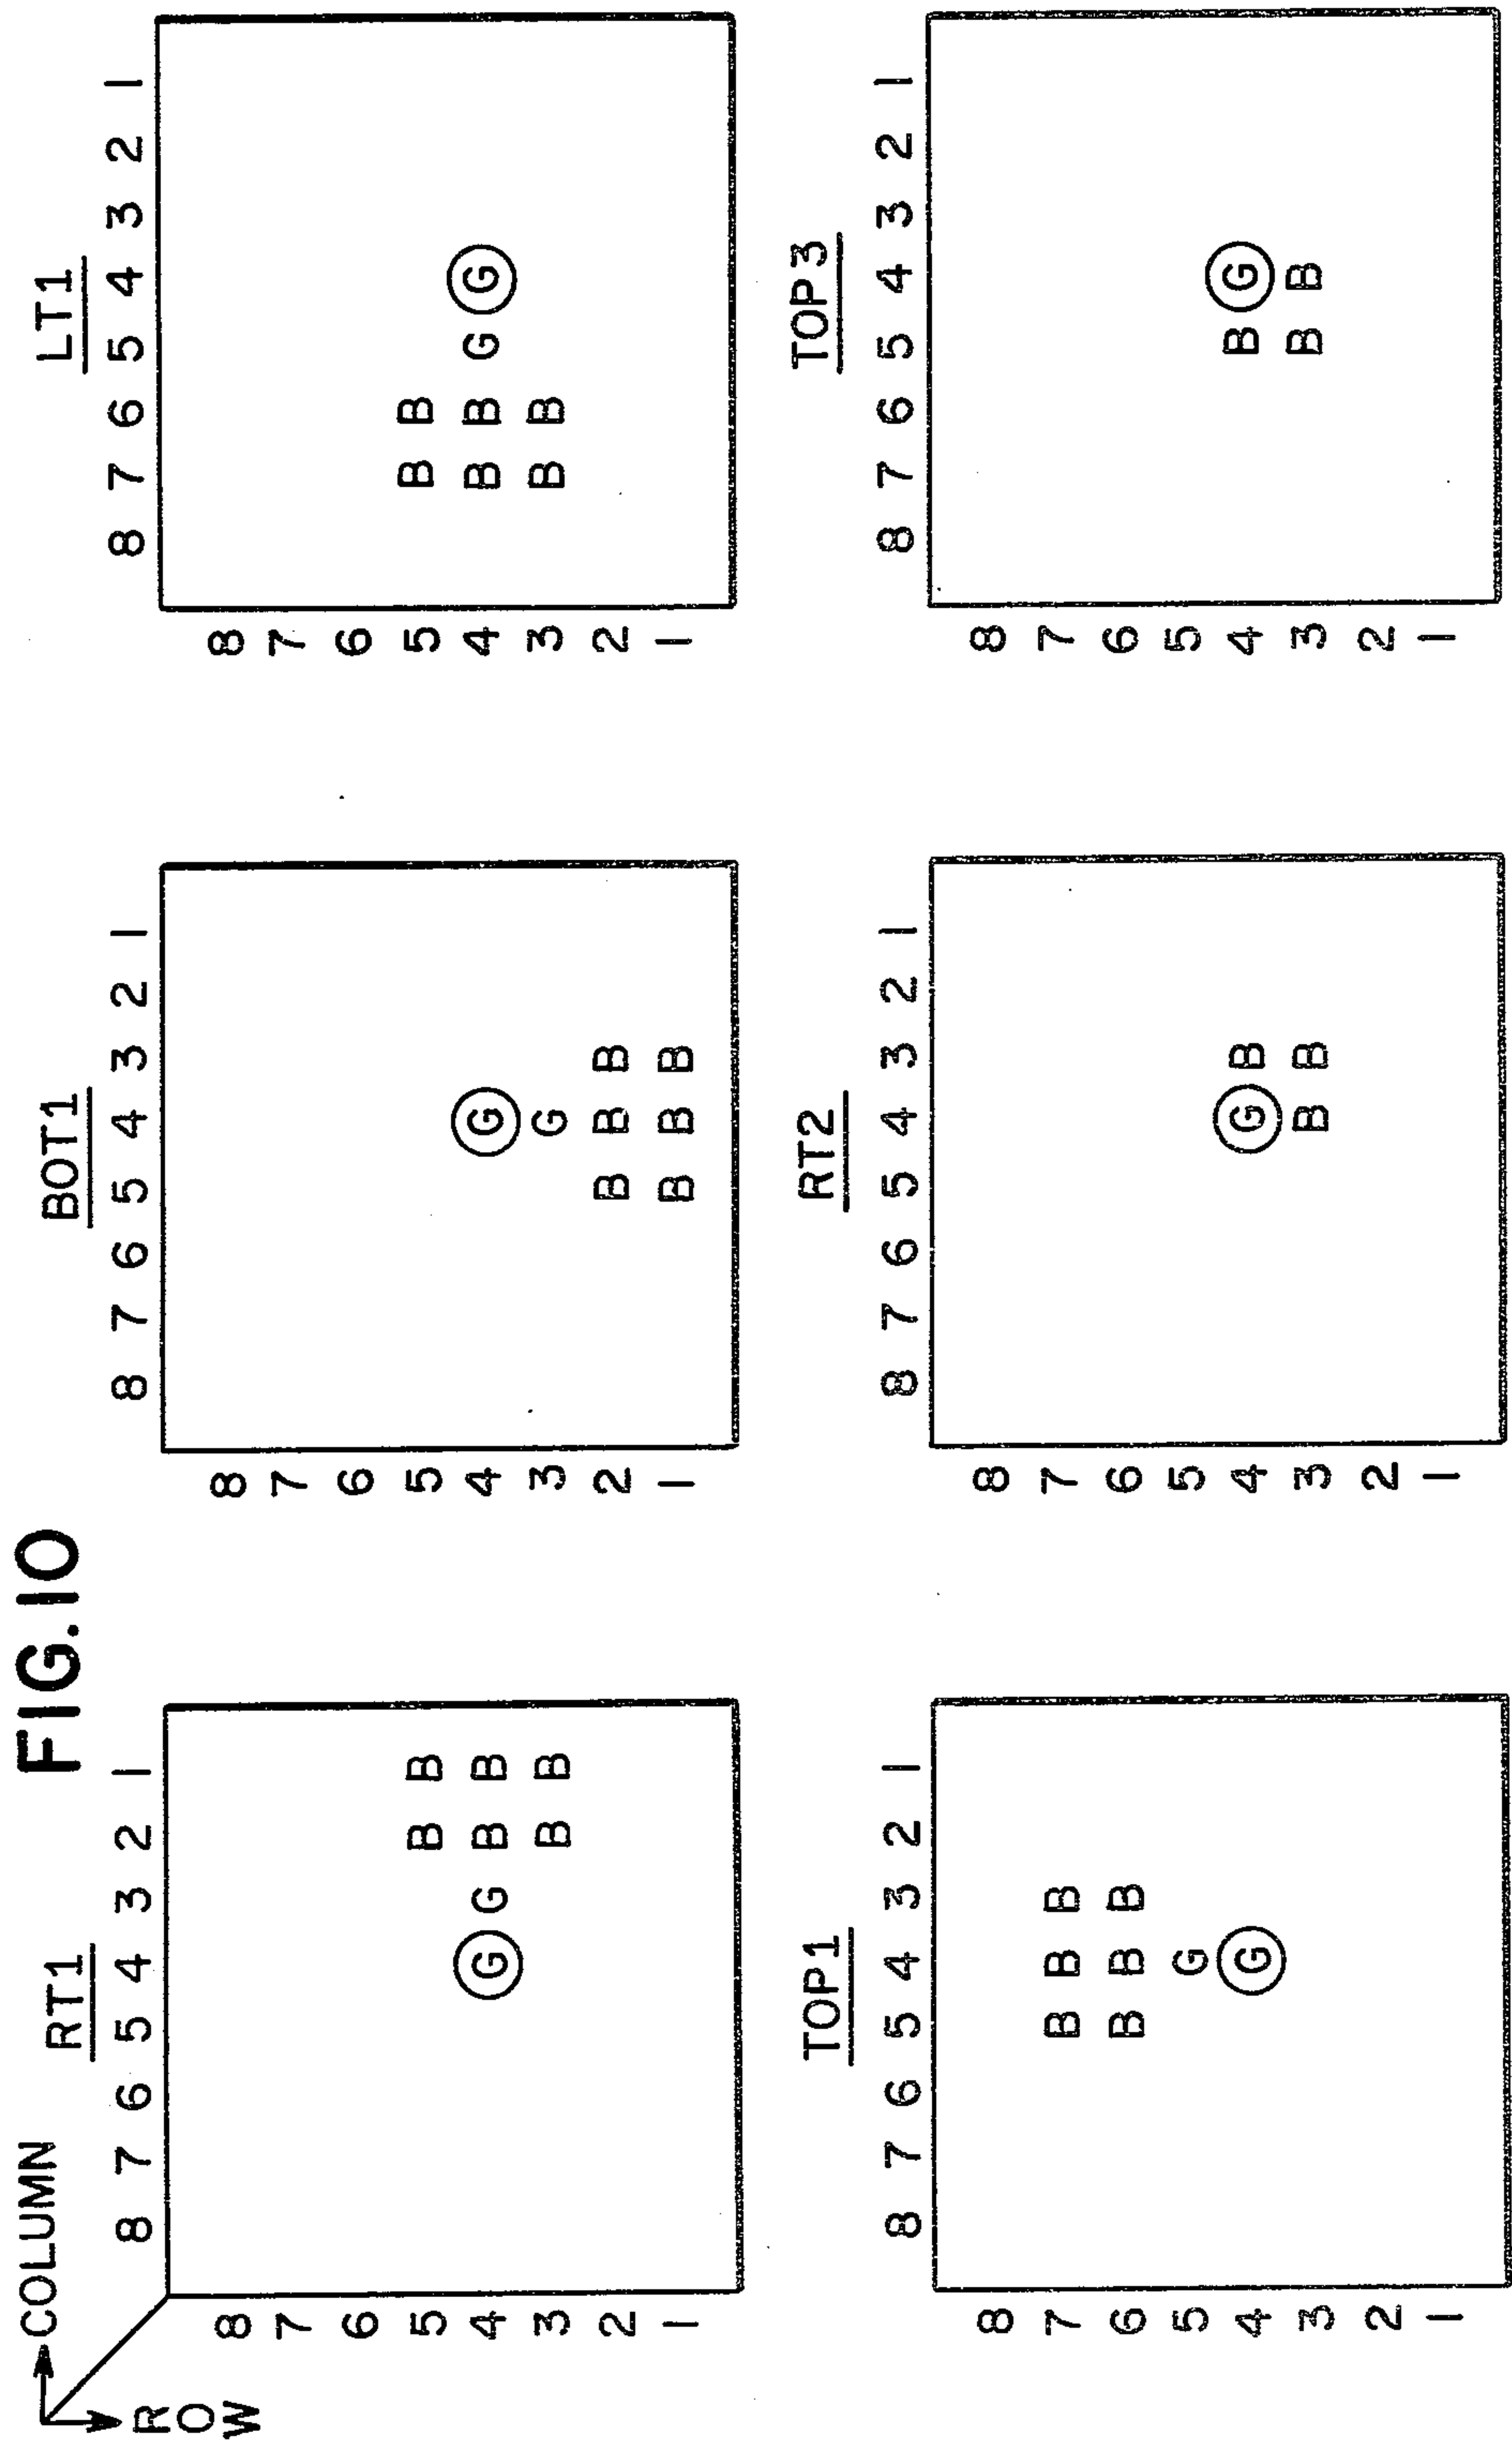 FIG.10
COLUMN
ROW
RT1
8 7 6 5 4 3 2 1
8
7
6
5 B B
4 G G B B
3 B B
2
1
BOT1
8 7 6 5 4 3 2 1
8
7
6
5
4 G
3 G
2 B B B
1 B B B
LT1
8 7 6 5 4 3 2 1
8
7
6
5 B B
4 B B G G
3 B B
2
1
TOP1
8 7 6 5 4 3 2 1
8
7 B B B
6 B B B
5 G
4 G
3
2
1
RT2
8 7 6 5 4 3 2 1
8
7
6
5
4 G B
3 B B
2
1
TOP3
8 7 6 5 4 3 2 1
8
7
6
5
4 B G
3 B B
2
1